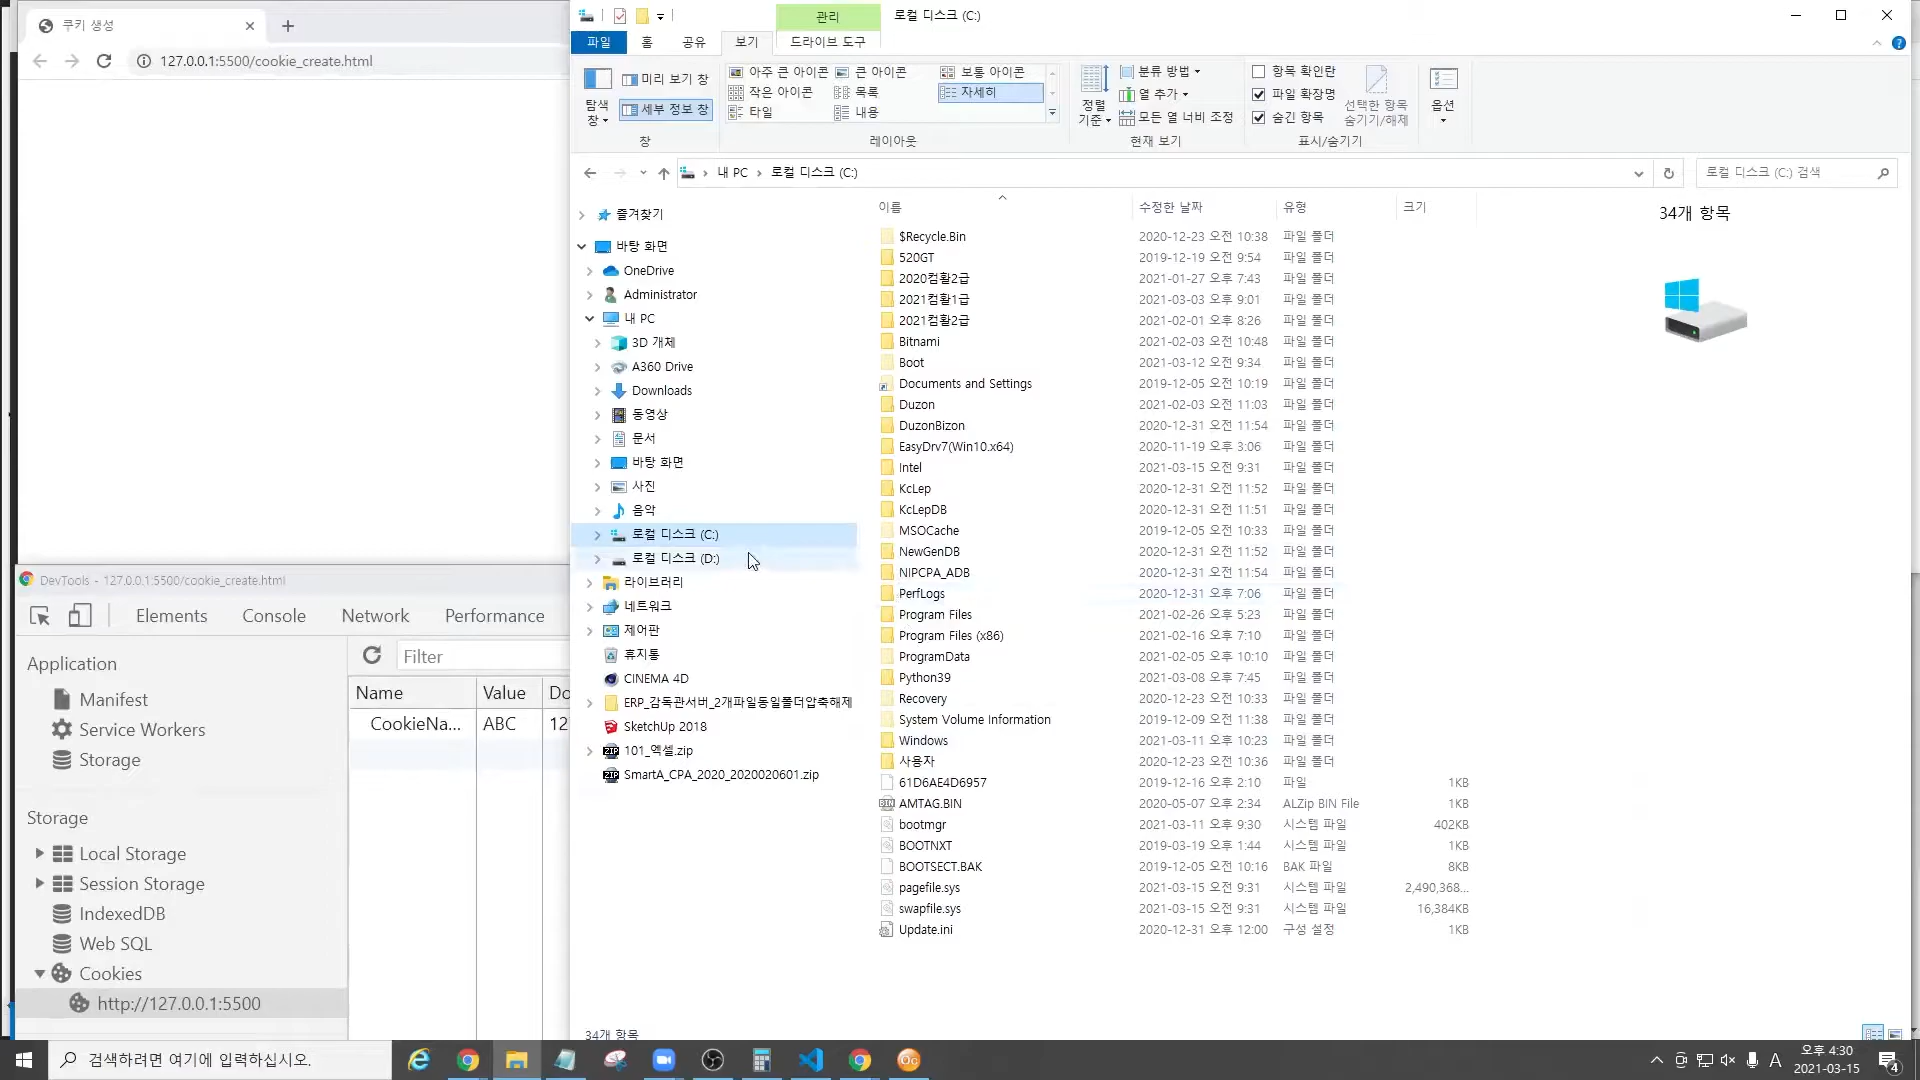 쿠키 생성
127.0.0.1:5500/cookie_create.html
관리
로컬 디스크 (C:)
파일
홈
공유
보기
드라이브 도구
탐색
창
미리 보기 창
세부 정보 창
창
아주 큰 아이콘
큰 아이콘
보통 아이콘
작은 아이콘
목록
자세히
타일
내용
레이아웃
정렬
기준
분류 방법
열 추가
모든 열 너비 조정
현재 보기
항목 확인란
파일 확장명
숨긴 항목
선택한 항목
숨기기/해제
표시/숨기기
옵션
내 PC
로컬 디스크 (C:)
로컬 디스크 (C:) 검색
즐겨찾기
바탕 화면
OneDrive
Administrator
내 PC
3D 개체
A360 Drive
Downloads
동영상
문서
바탕 화면
사진
음악
로컬 디스크 (C:)
로컬 디스크 (D:)
라이브러리
네트워크
제어판
휴지통
CINEMA 4D
ERP_감독관서버_2개파일동일폴더압축해제
SketchUp 2018
101_엑셀.zip
SmartA_CPA_2020_2020020601.zip
이름 수정한 날짜 유형 크기
$Recycle.Bin 2020-12-23 오전 10:38 파일 폴더
520GT 2019-12-19 오전 9:54 파일 폴더
2020컴활2급 2021-01-27 오후 7:43 파일 폴더
2021컴활1급 2021-03-03 오후 9:01 파일 폴더
2021컴활2급 2021-02-01 오후 8:26 파일 폴더
Bitnami 2021-02-03 오전 10:48 파일 폴더
Boot 2021-03-12 오전 9:34 파일 폴더
Documents and Settings 2019-12-05 오전 10:19 파일 폴더
Duzon 2021-02-03 오전 11:03 파일 폴더
DuzonBizon 2020-12-31 오전 11:54 파일 폴더
EasyDrv7(Win10.x64) 2020-11-19 오후 3:06 파일 폴더
Intel 2021-03-15 오전 9:31 파일 폴더
KcLep 2020-12-31 오전 11:52 파일 폴더
KcLepDB 2020-12-31 오전 11:51 파일 폴더
MSOCache 2019-12-05 오전 10:33 파일 폴더
NewGenDB 2020-12-31 오전 11:52 파일 폴더
NIPCPA_ADB 2020-12-31 오전 11:54 파일 폴더
PerfLogs 2020-12-31 오후 7:06 파일 폴더
Program Files 2021-02-26 오후 5:23 파일 폴더
Program Files (x86) 2021-02-16 오후 7:10 파일 폴더
ProgramData 2021-02-05 오후 10:10 파일 폴더
Python39 2021-03-08 오후 7:45 파일 폴더
Recovery 2020-12-23 오전 10:33 파일 폴더
System Volume Information 2019-12-09 오전 11:38 파일 폴더
Windows 2021-03-11 오후 10:23 파일 폴더
사용자 2020-12-23 오전 10:36 파일 폴더
61D6AE4D6957 2019-12-16 오후 2:10 파일 1KB
AMTAG.BIN 2020-05-07 오후 2:34 ALZip BIN File 1KB
bootmgr 2021-03-11 오후 9:30 시스템 파일 402KB
BOOTNXT 2019-03-19 오후 1:44 시스템 파일 1KB
BOOTSECT.BAK 2019-12-05 오전 10:16 BAK 파일 8KB
pagefile.sys 2021-03-15 오전 9:31 시스템 파일 2,490,368...
swapfile.sys 2021-03-15 오전 9:31 시스템 파일 16,384KB
Update.ini 2020-12-31 오후 12:00 구성 설정 1KB
34개 항목
34개 항목
DevTools - 127.0.0.1:5500/cookie_create.html
Elements Console Network Performance
Application
Manifest
Service Workers
Storage
Storage
Local Storage
Session Storage
IndexedDB
Web SQL
Cookies
http://127.0.0.1:5500
Filter
Name Value Do
CookieNa... ABC 12
검색하려면 여기에 입력하십시오.
A
오후 4:30
2021-03-15
4